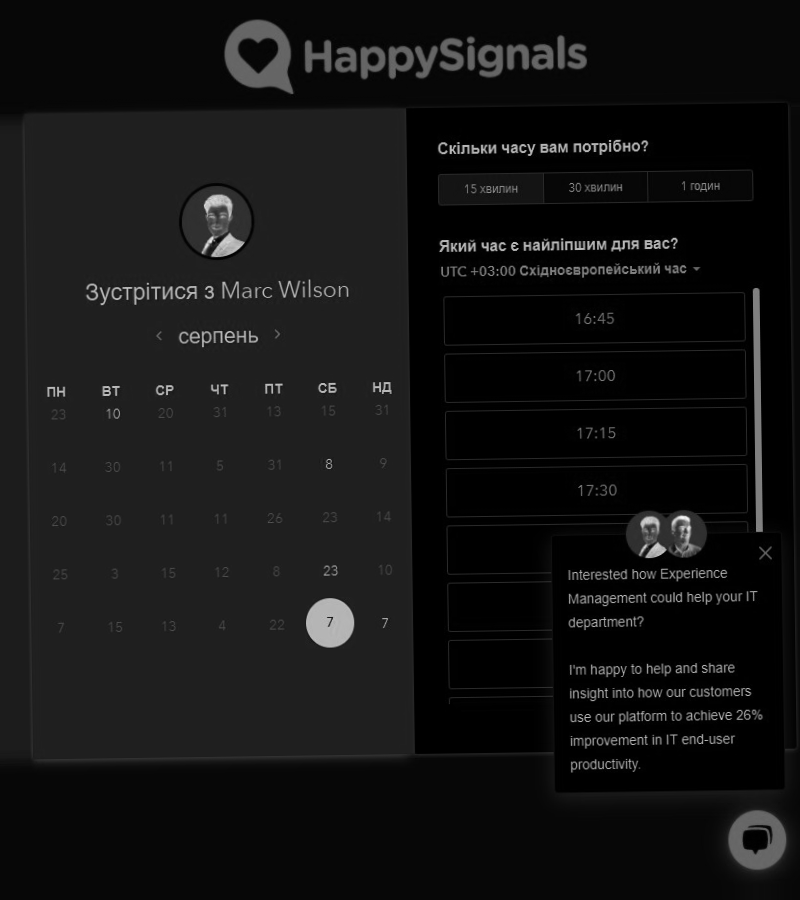 HappySignals
Зустрітися з Marc Wilson
серпень
ПН ВТ СР ЧТ ПТ СБ НД
23 10 20 31 13 15 31
14 30 11 5 31 8 9
20 30 11 11 26 23 14
25 3 15 12 8 23 10
7 15 13 4 22 7 7
Скільки часу вам потрібно?
15 хвилин 30 хвилин 1 годин
Який час є найліпшим для вас?
UTC +03:00 Східноєвропейський час
16:45
17:00
17:15
17:30
Interested how Experience
Management could help your IT
department?
I'm happy to help and share
insight into how our customers
use our platform to achieve 26%
improvement in IT end-user
productivity.